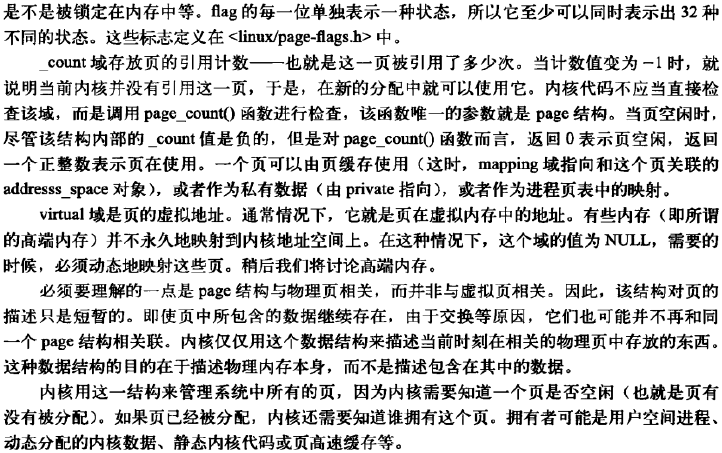 是不是被锁定在内存中等。flag 的每一位单独表示一种状态，所以它至少可以同时表示出 32 种
不同的状态。这些标志定义在 <linux/page-flags.h> 中。
_count 域存放页的引用计数——也就是这一页被引用了多少次。当计数值变为 −1 时，就
说明当前内核并没有引用这一页，于是，在新的分配中就可以使用它。内核代码不应当直接检
查该域，而是调用 page_count() 函数进行检查，该函数唯一的参数就是 page 结构。当页空闲时，
尽管该结构内部的 _count 值是负的，但是对 page_count() 函数而言，返回 0 表示页空闲，返回
一个正整数表示页在使用。一个页可以由页缓存使用（这时，mapping 域指向和这个页关联的
addresss_space 对象），或者作为私有数据（由 private 指向），或者作为进程页表中的映射。
virtual 域是页的虚拟地址。通常情况下，它就是页在虚拟内存中的地址。有些内存（即所谓
的高端内存）并不永久地映射到内核地址空间上。在这种情况下，这个域的值为 NULL，需要的
时候，必须动态地映射这些页。稍后我们将讨论高端内存。
必须要理解的一点是 page 结构与物理页相关，而并非与虚拟页相关。因此，该结构对页的
描述只是短暂的。即使页中所包含的数据继续存在，由于交换等原因，它们也可能并不再和同
一个 page 结构相关联。内核仅仅用这个数据结构来描述当前时刻在相关的物理页中存放的东西。
这种数据结构的目的在于描述物理内存本身，而不是描述包含在其中的数据。
内核用这一结构来管理系统中所有的页，因为内核需要知道一个页是否空闲（也就是页有
没有被分配）。如果页已经被分配，内核还需要知道谁拥有这个页。拥有者可能是用户空间进程、
动态分配的内核数据、静态内核代码或页高速缓存等。